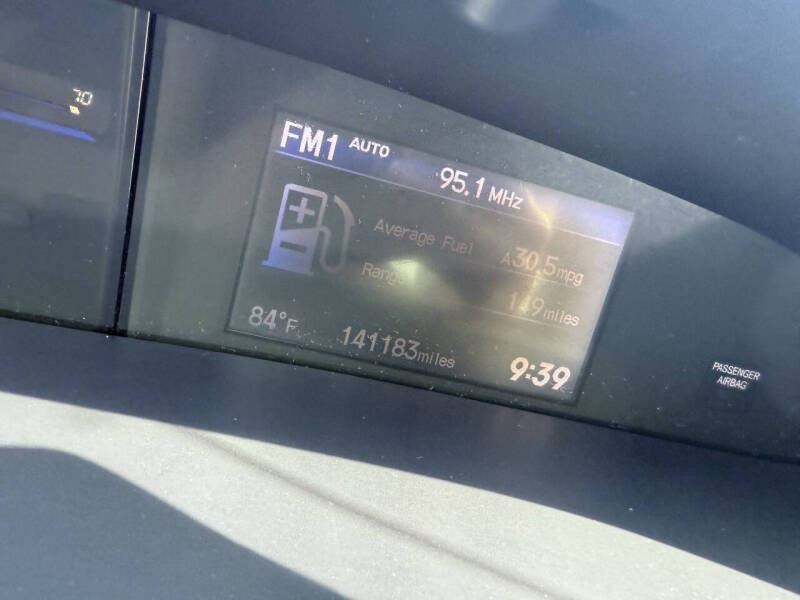 70
FM1 AUTO 95.1 MHz
Average Fuel A30.5mpg
Range 149miles
84°F 141183miles 9:39
PASSENGER
AIRBAG